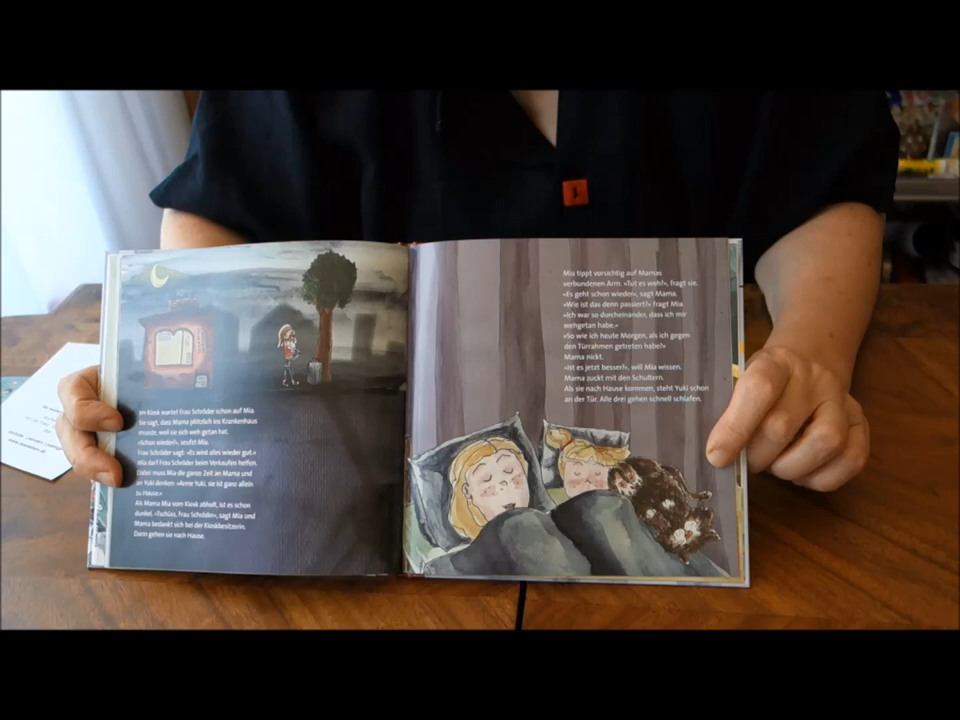 Im Kiosk wartet Frau Schröder schon auf Mia.
Sie sagt, dass Mama plötzlich ins Krankenhaus
musste, weil sie sich weh getan hat.
»Schon wieder!«, seufzt Mia.
Frau Schröder sagt: »Es wird alles wieder gut.«
Mia darf Frau Schröder beim Verkaufen helfen.
Dabei muss Mia die ganze Zeit an Mama und
an Yuki denken: »Arme Yuki, sie ist ganz allein
zu Hause.«
Als Mama Mia vom Kiosk abholt, ist es schon
dunkel. »Tschüss, Frau Schröder«, sagt Mia und
Mama bedankt sich bei der Kioskbesitzerin.
Dann gehen sie nach Hause.
Mia tippt vorsichtig auf Mamas
verbundenen Arm. »Tut es weh?«, fragt sie.
»Es geht schon wieder«, sagt Mama.
»Wie ist das denn passiert?« fragt Mia.
»Ich war so durcheinander, dass ich mir
wehgetan habe.«
»So wie ich heute Morgen, als ich gegen
den Türrahmen getreten habe?«
Mama nickt.
»Ist es jetzt besser?«, will Mia wissen.
Mama zuckt mit den Schultern.
Als sie nach Hause kommen, steht Yuki schon
an der Tür. Alle drei gehen schnell schlafen.